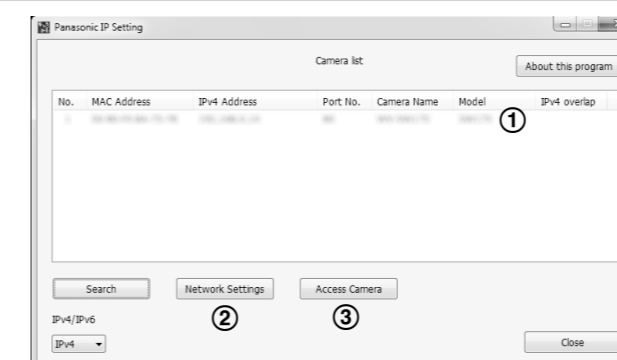 Panasonic IP Setting
Camera list
About this program
No. MAC Address IPv4 Address Port No. Camera Name Model IPv4 overlap
①
Search Network Settings Access Camera
② ③
IPv4/IPv6
IPv4 Close